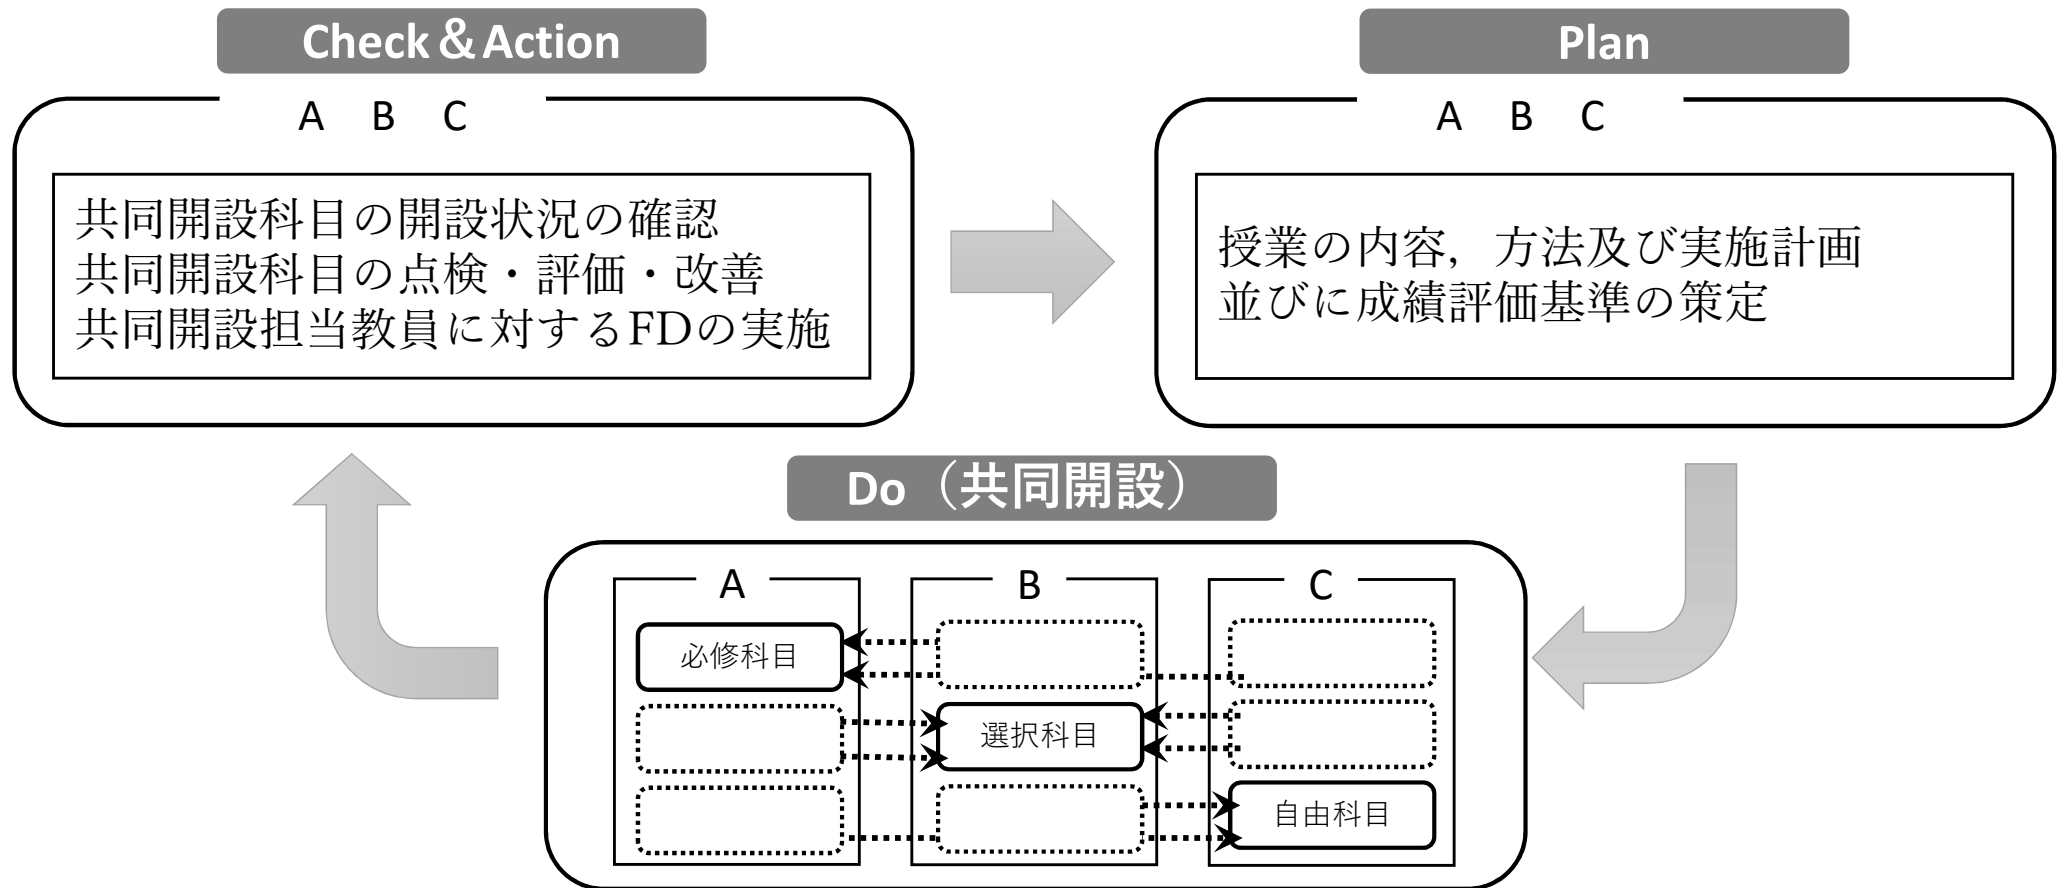 Check＆Action
A B C
共同開設科目の開設状況の確認
共同開設科目の点検・評価・改善
共同開設担当教員に対するFDの実施
Plan
A B C
授業の内容，方法及び実施計画
並びに成績評価基準の策定
Do（共同開設）
A
B
C
必修科目
選択科目
自由科目